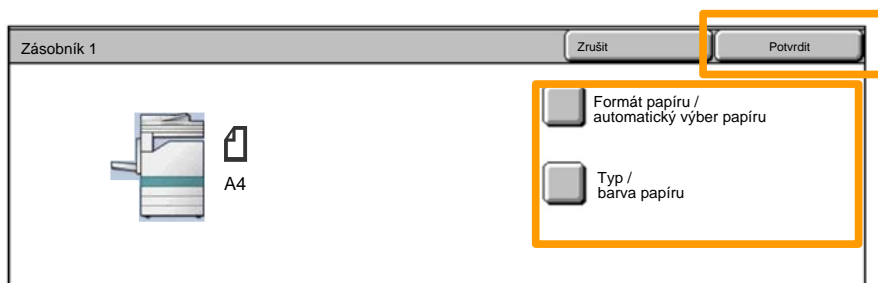 Zásobník 1
Zrušit
Potvrdit
Formát papíru /
automatický výber papíru
A4
Typ /
barva papíru